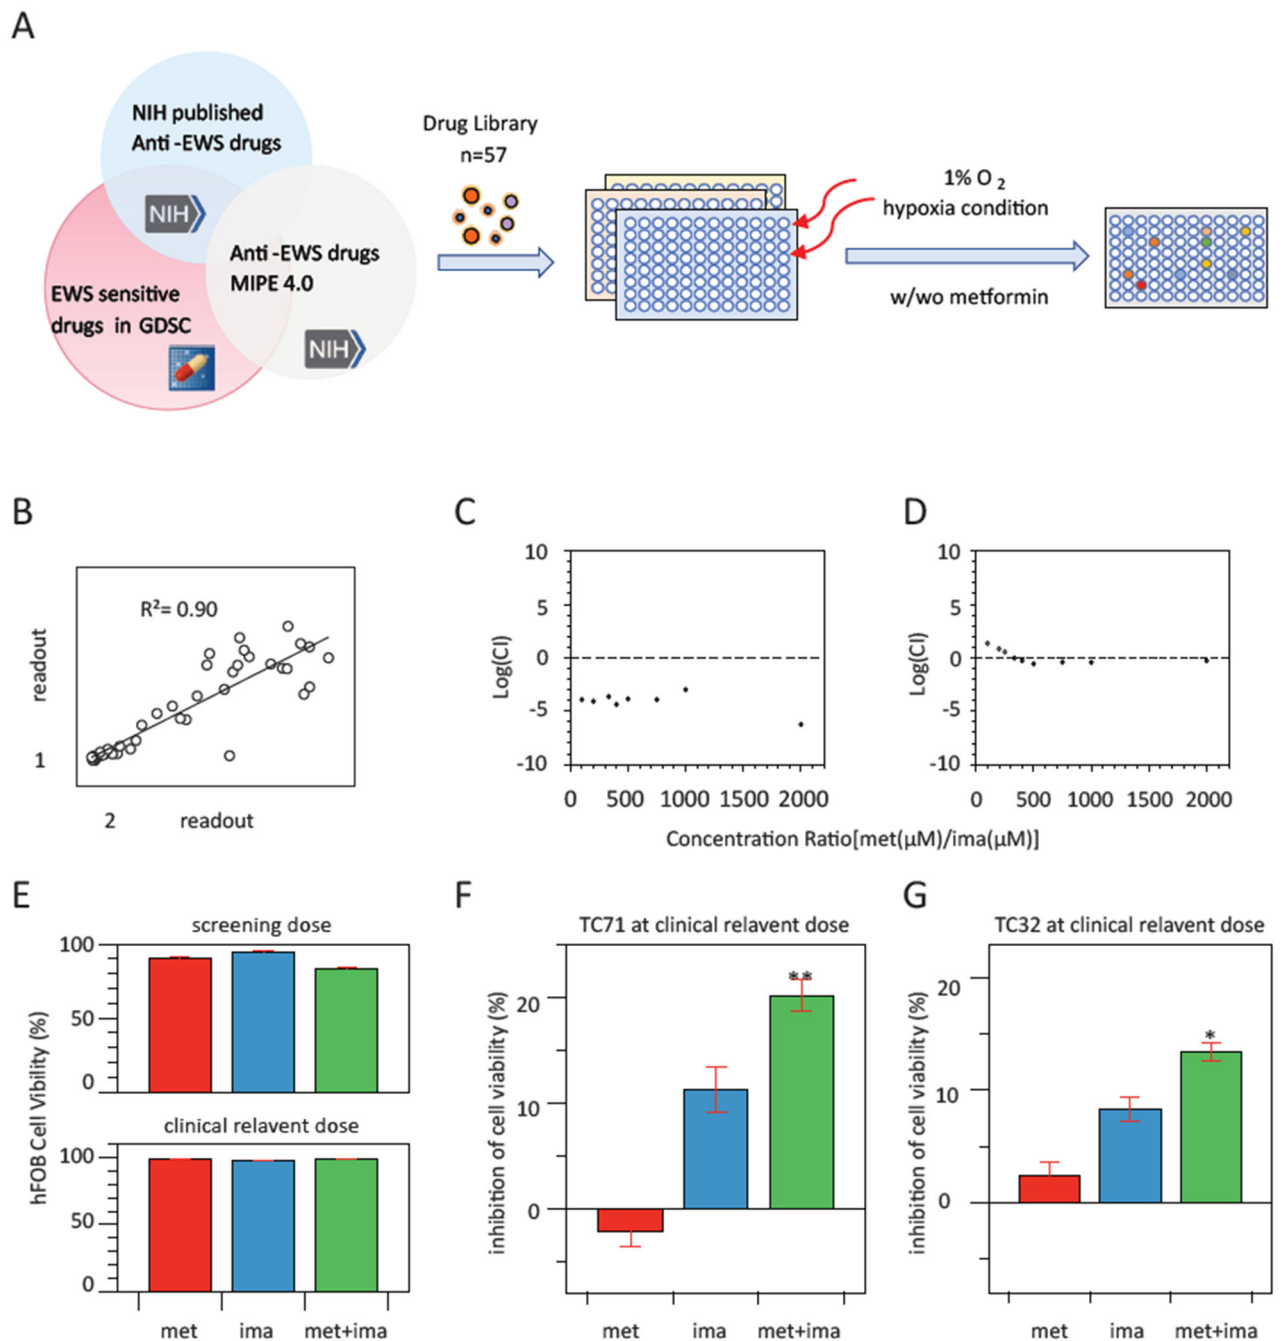 A
NIH published
Anti -EWS drugs
NIH
Anti -EWS drugs
MIPE 4.0
EWS sensitive
drugs in GDSC
NIH
Drug Library
n=57
1% O 2
hypoxia condition
w/wo metformin
B
R²= 0.90
readout
1
2 readout
C
10
5
0
-5
-10
Log(CI)
0 500 1000 1500 2000
D
10
5
0
-5
-10
Log(CI)
0 500 1000 1500 2000
Concentration Ratio[met(μM)/ima(μM)]
E
screening dose
100
50
0
clinical relavent dose
100
50
0
hFOB Cell Vibility (%)
met ima met+ima
F
TC71 at clinical relavent dose
**
20
10
0
inhibition of cell viability (%)
met ima met+ima
G
TC32 at clinical relavent dose
*
20
10
0
inhibition of cell viability (%)
met ima met+ima